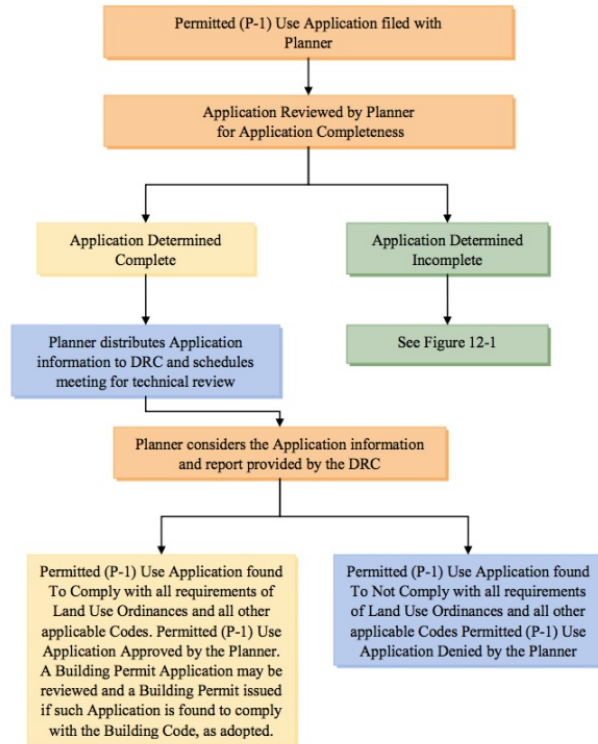 Permitted (P-1) Use Application filed with
Planner
Application Reviewed by Planner
for Application Completeness
Application Determined
Complete
Application Determined
Incomplete
Planner distributes Application
information to DRC and schedules
meeting for technical review
See Figure 12-1
Planner considers the Application information
and report provided by the DRC
Permitted (P-1) Use Application found
To Comply with all requirements of
Land Use Ordinances and all other
applicable Codes. Permitted (P-1) Use
Application Approved by the Planner.
A Building Permit Application may be
reviewed and a Building Permit issued
if such Application is found to comply
with the Building Code, as adopted.
Permitted (P-1) Use Application found
To Not Comply with all requirements
of Land Use Ordinances and all other
applicable Codes Permitted (P-1) Use
Application Denied by the Planner